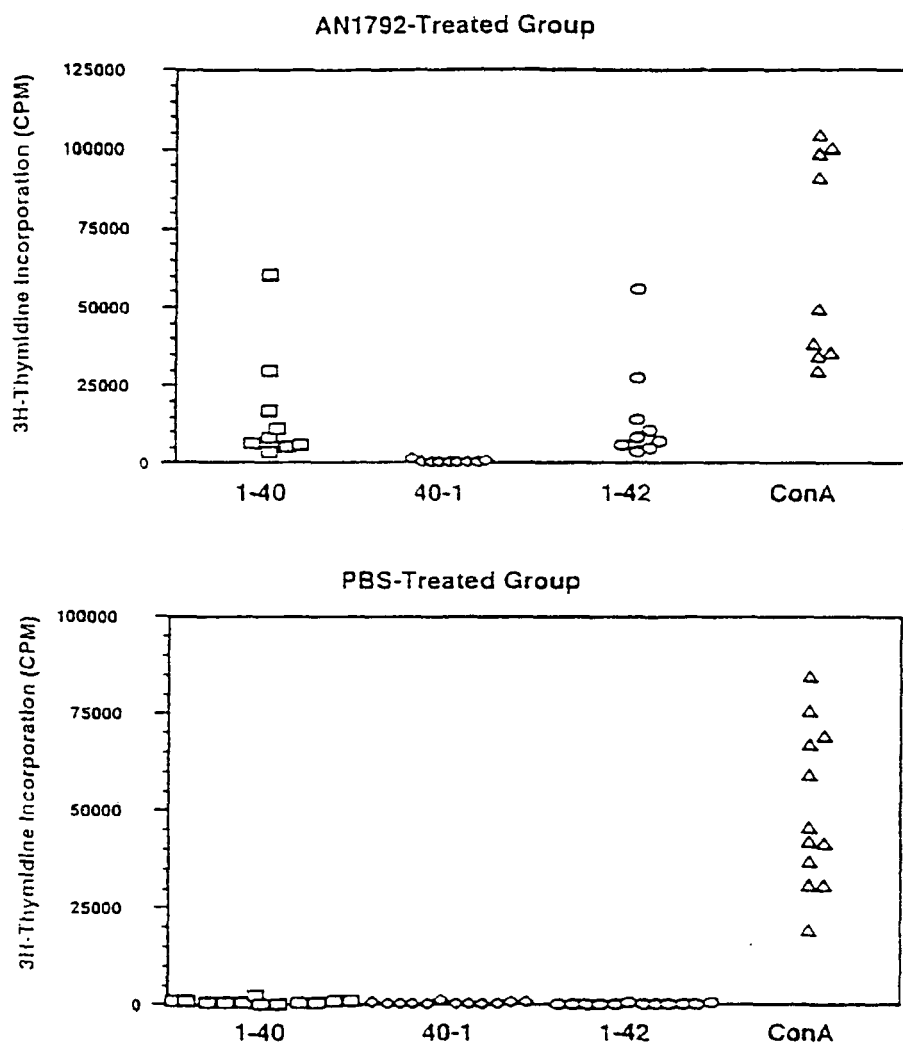 AN1792-Treated Group
3H-Thymidine Incorporation (CPM)
125000
100000
75000
50000
25000
0
1-40 40-1 1-42 ConA
PBS-Treated Group
3H-Thymidine Incorporation (CPM)
100000
75000
50000
25000
0
1-40 40-1 1-42 ConA